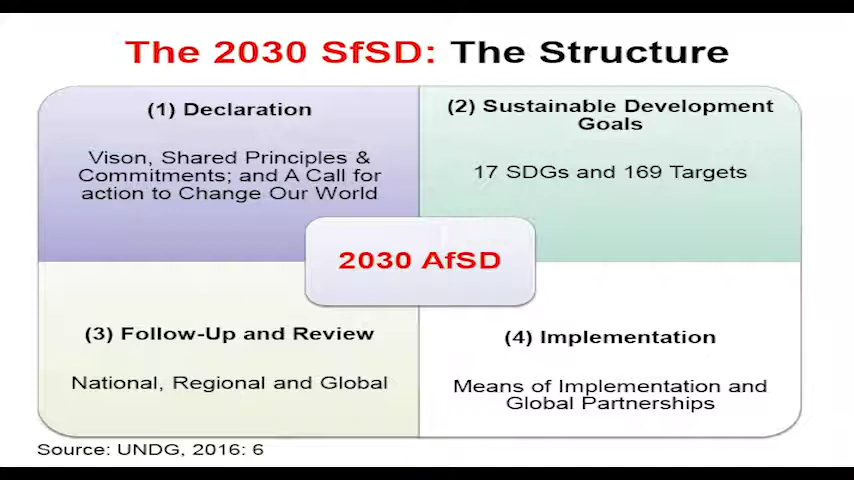 The 2030 SfSD: The Structure
(1) Declaration
Vison, Shared Principles &
Commitments; and A Call for
action to Change Our World
(2) Sustainable Development
Goals
17 SDGs and 169 Targets
2030 AfSD
(3) Follow-Up and Review
National, Regional and Global
(4) Implementation
Means of Implementation and
Global Partnerships
Source: UNDG, 2016: 6